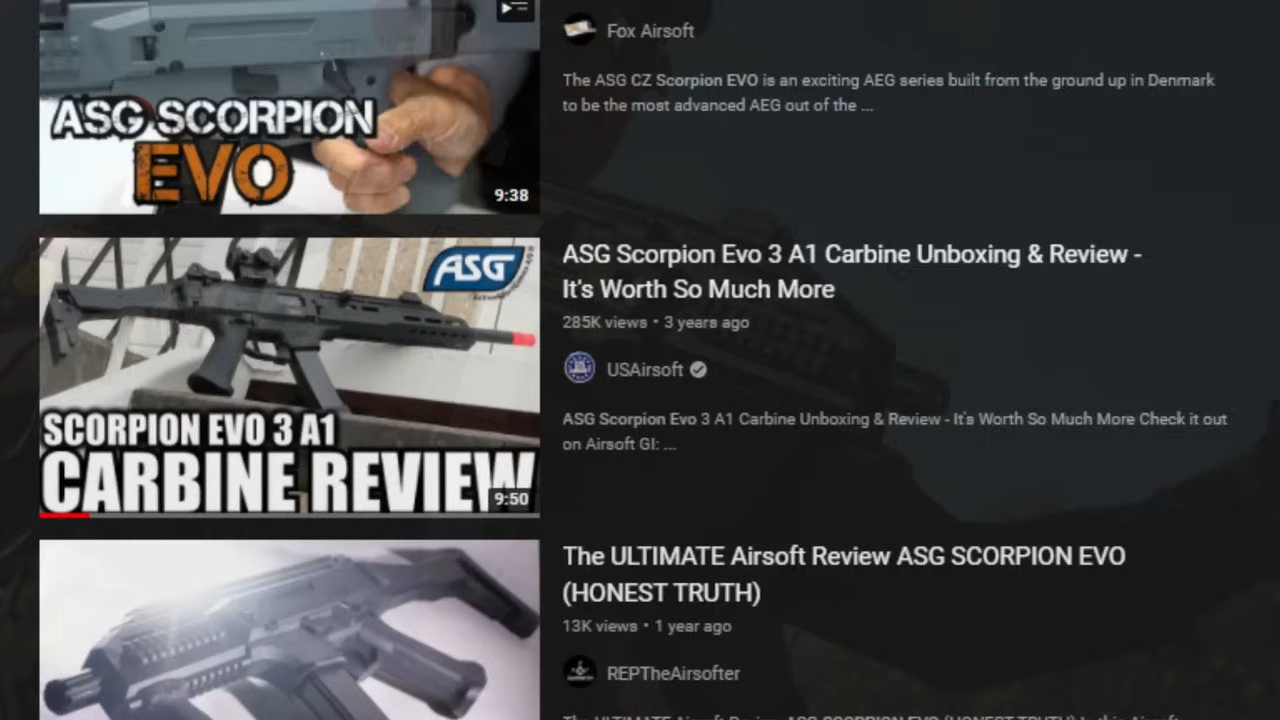 Fox Airsoft
The ASG CZ Scorpion EVO is an exciting AEG series built from the ground up in Denmark
to be the most advanced AEG out of the ...
ASG SCORPION
EVO
9:38
ASG Scorpion Evo 3 A1 Carbine Unboxing & Review -
It's Worth So Much More
285K views • 3 years ago
USAirsoft
ASG Scorpion Evo 3 A1 Carbine Unboxing & Review - It's Worth So Much More Check it out
on Airsoft GI: ...
ASG
SCORPION EVO 3 A1
CARBINE REVIEW
9:50
The ULTIMATE Airsoft Review ASG SCORPION EVO
(HONEST TRUTH)
13K views • 1 year ago
REPTheAirsofter